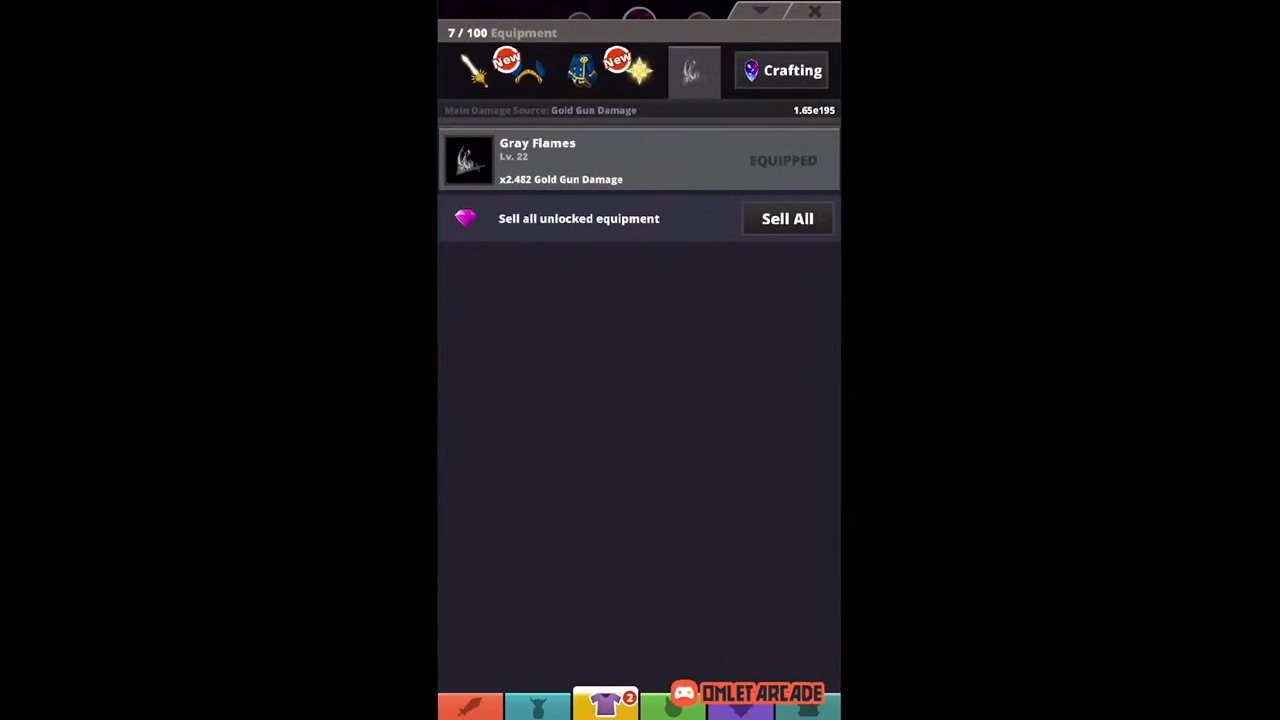 7 / 100 Equipment
New
New
Crafting
Main Damage Source: Gold Gun Damage
1.65e195
Gray Flames
Lv. 22
x2.482 Gold Gun Damage
EQUIPPED
Sell all unlocked equipment
Sell All
2
OMLET ARCADE